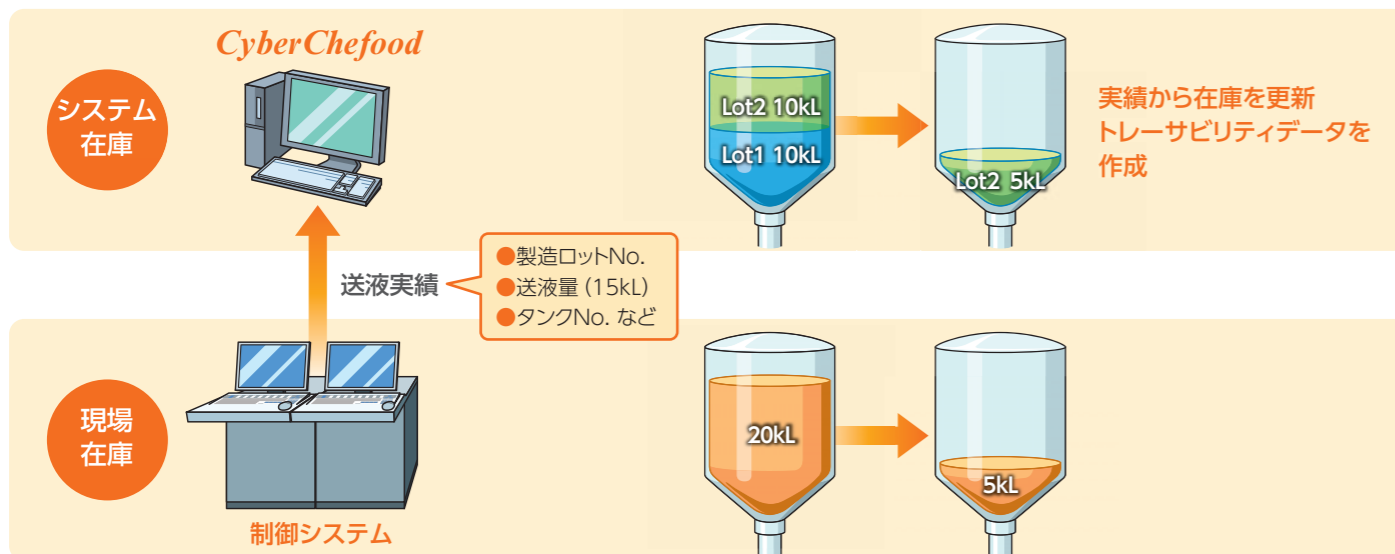 CyberChefood
システム
在庫
Lot2 10kL
Lot1 10kL
Lot2 5kL
実績から在庫を更新
トレーサビリティデータを
作成
送液実績
●製造ロットNo.
●送液量（15kL）
●タンクNo. など
現場
在庫
20kL
5kL
制御システム